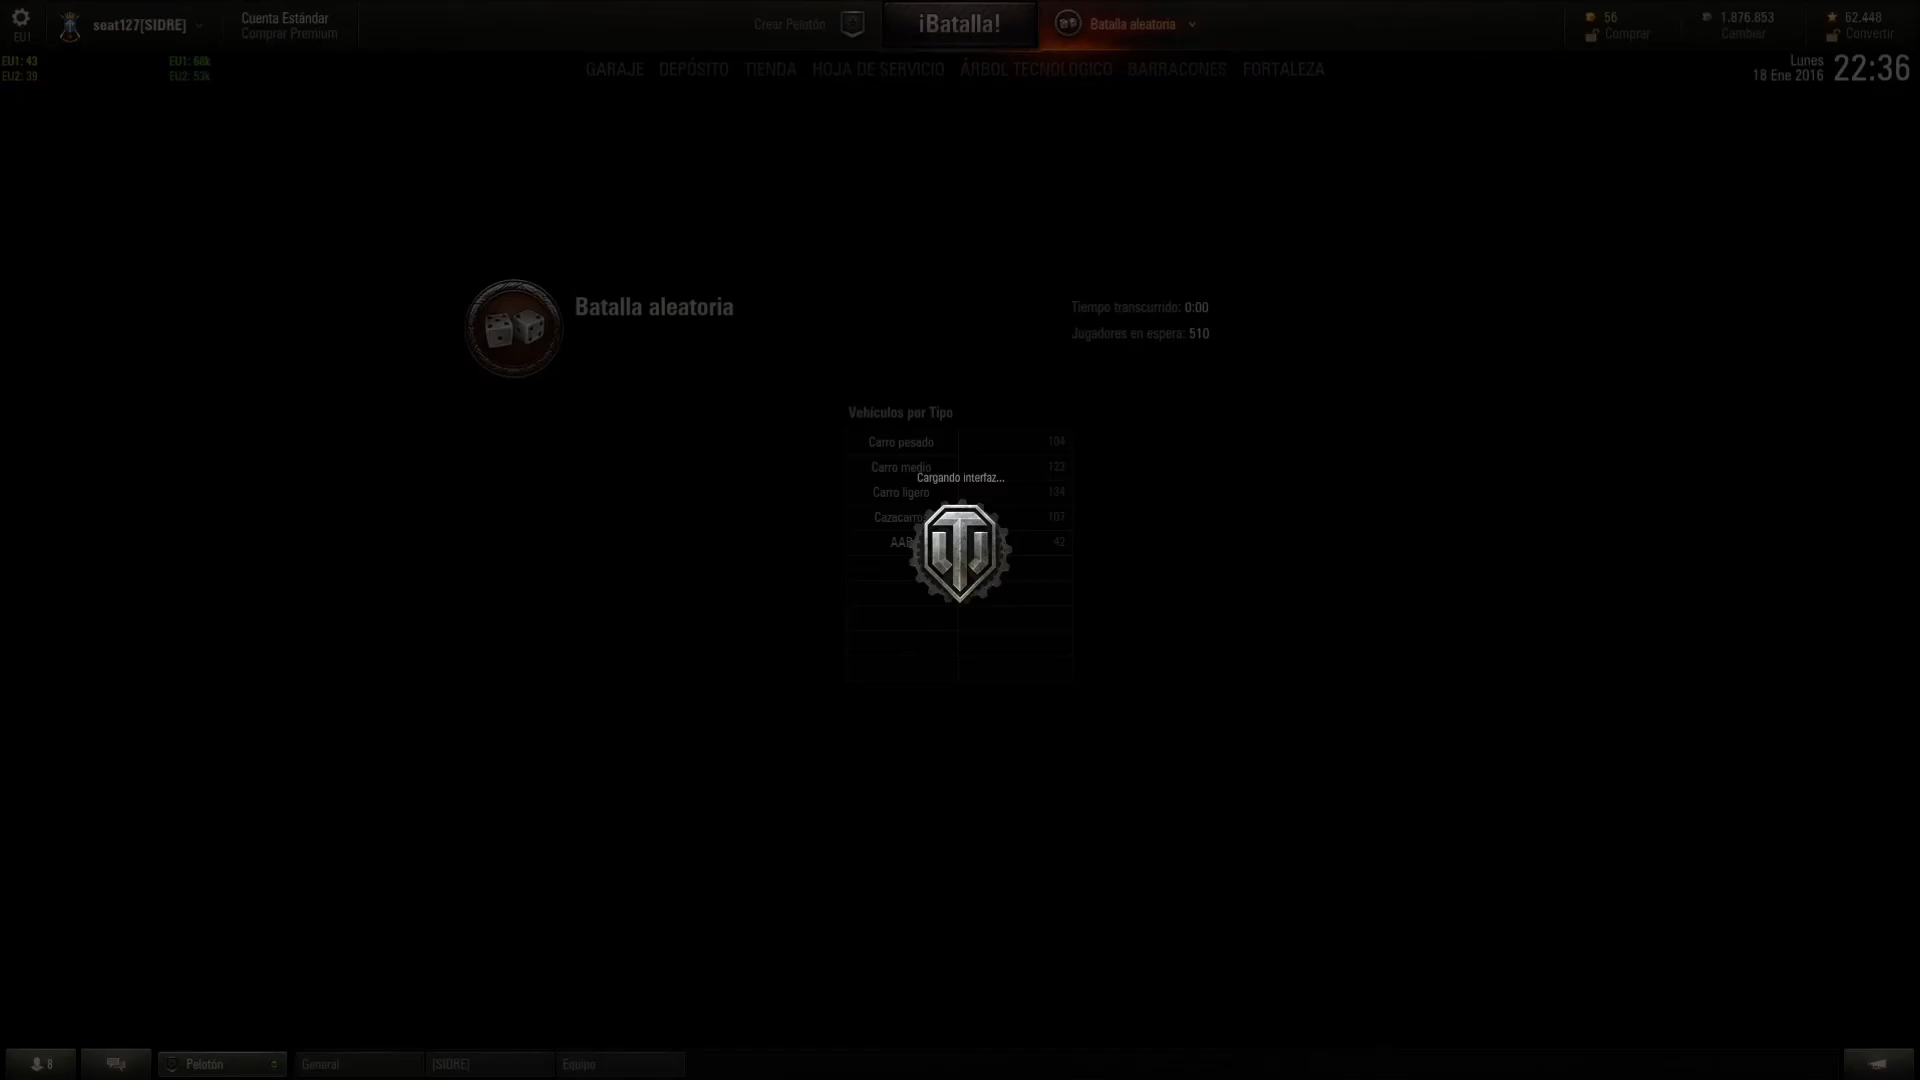 EU1
seat127[SIDRE]
Cuenta Estándar
Comprar Premium
Crear Pelotón
¡Batalla!
Batalla aleatoria
56
Comprar
1.876.853
Cambiar
62.448
Convertir
EU1: 43
EU2: 39
EU1: 68k
EU2: 53k
GARAJE DEPÓSITO TIENDA HOJA DE SERVICIO ÁRBOL TECNOLÓGICO BARRACONES FORTALEZA
Lunes
18 Ene 2016
22:36
Batalla aleatoria
Tiempo transcurrido: 0:00
Jugadores en espera: 510
Vehículos por Tipo
Carro pesado 104
Carro medio 123
Cargando interfaz...
Carro ligero 134
Cazacarro 107
42
8
Pelotón
General
[SIDRE]
Equipo